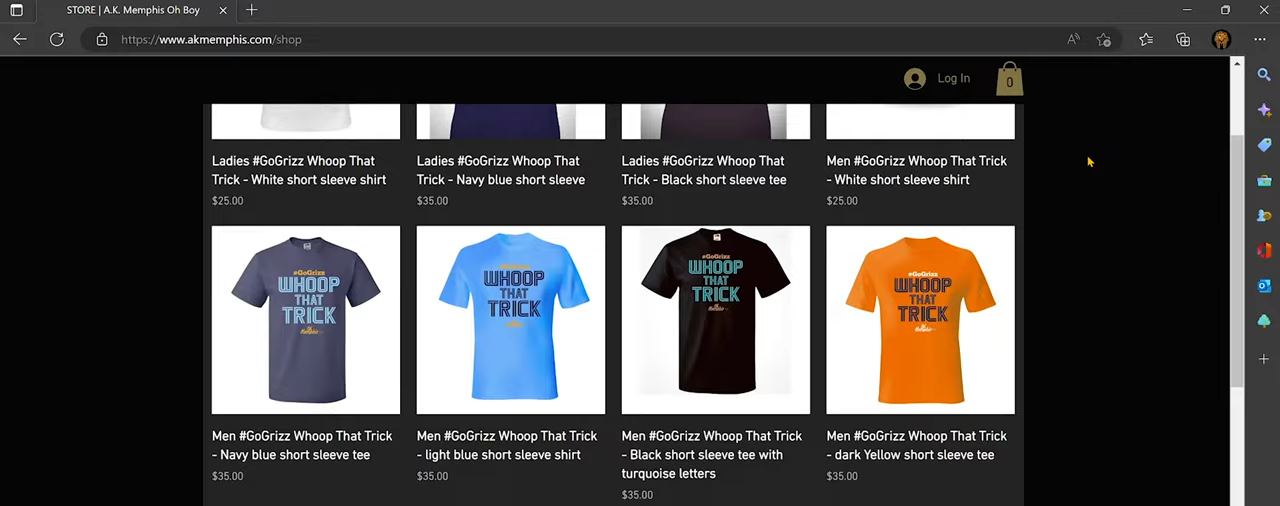 STORE | A.K. Memphis Oh Boy
https://www.akmemphis.com/shop
Log In
0
Ladies #GoGrizz Whoop That
Trick - White short sleeve shirt
$25.00
Ladies #GoGrizz Whoop That
Trick - Navy blue short sleeve
$35.00
Ladies #GoGrizz Whoop That
Trick - Black short sleeve tee
$35.00
Men #GoGrizz Whoop That Trick
- White short sleeve shirt
$25.00
#GoGrizz
WHOOP
THAT
TRICK
WHOOP
THAT
TRICK
#GoGrizz
WHOOP
THAT
TRICK
#GoGrizz
WHOOP
THAT
TRICK
Men #GoGrizz Whoop That Trick
- Navy blue short sleeve tee
$35.00
Men #GoGrizz Whoop That Trick
- light blue short sleeve shirt
$35.00
Men #GoGrizz Whoop That Trick
- Black short sleeve tee with
turquoise letters
$35.00
Men #GoGrizz Whoop That Trick
- dark Yellow short sleeve tee
$35.00